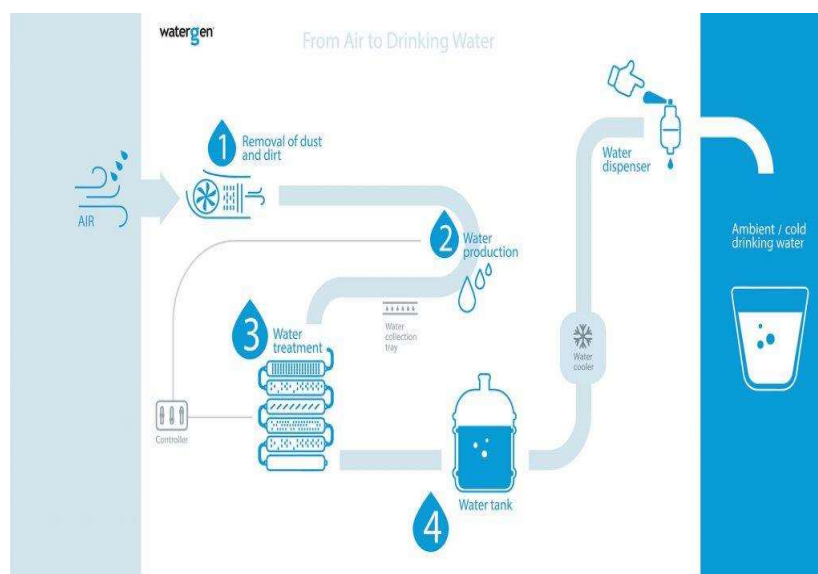 watergen
From Air to Drinking Water
AIR
1
Removal of dust
and dirt
2
Water
production
Water
collection
tray
3
Water
treatment
Controller
4
Water tank
Water
cooler
Water
dispenser
Ambient / cold
drinking water